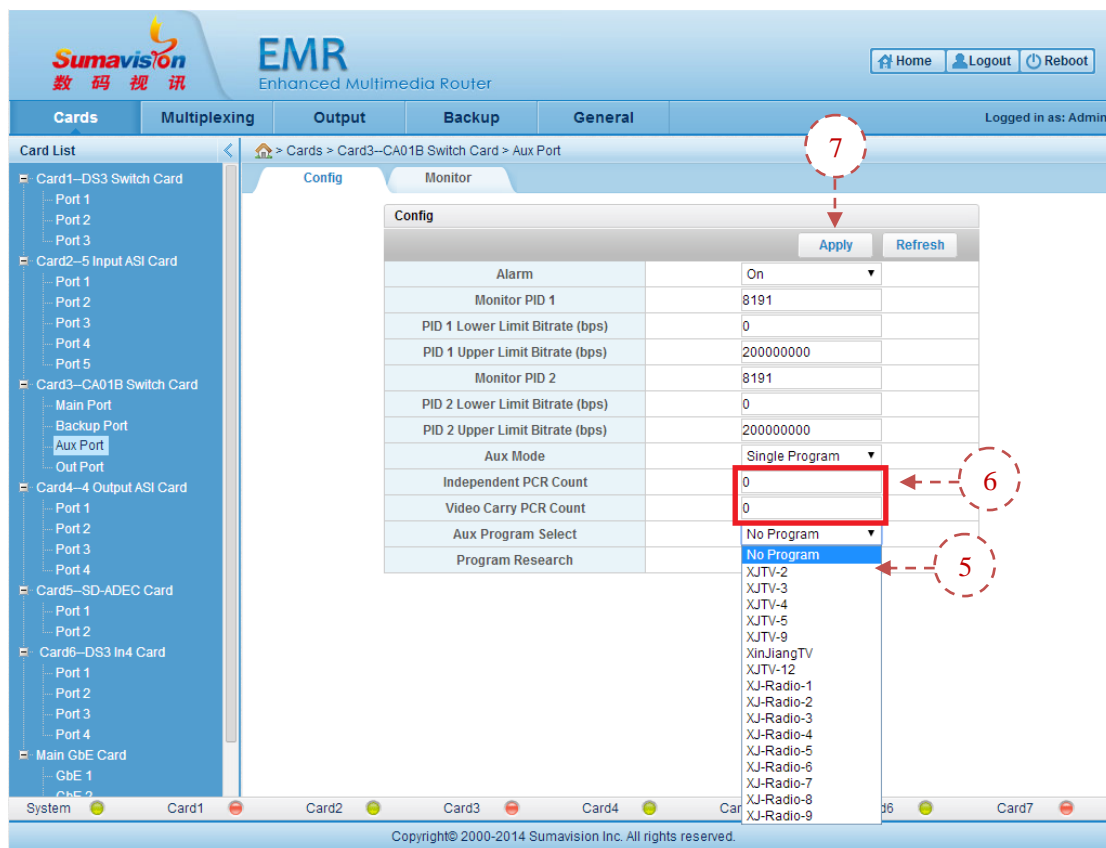 Sumavision
数 码 视 讯
EMR
Enhanced Multimedia Router
Home
Logout
Reboot
Cards
Multiplexing
Output
Backup
General
Logged in as: Admin
Card List
> Cards > Card3--CA01B Switch Card > Aux Port
7
Config
Monitor
Card1--DS3 Switch Card
Port 1
Port 2
Port 3
Card2--5 Input ASI Card
Port 1
Port 2
Port 3
Port 4
Port 5
Card3--CA01B Switch Card
Main Port
Backup Port
Aux Port
Out Port
Card4--4 Output ASI Card
Port 1
Port 2
Port 3
Port 4
Card5--SD-ADEC Card
Port 1
Port 2
Card6--DS3 In4 Card
Port 1
Port 2
Port 3
Port 4
Main GbE Card
GbE 1
GbE 2
Config
Apply
Refresh
Alarm
On
Monitor PID 1
8191
PID 1 Lower Limit Bitrate (bps)
0
PID 1 Upper Limit Bitrate (bps)
200000000
Monitor PID 2
8191
PID 2 Lower Limit Bitrate (bps)
0
PID 2 Upper Limit Bitrate (bps)
200000000
Aux Mode
Single Program
Independent PCR Count
0
6
Video Carry PCR Count
0
Aux Program Select
No Program
Program Research
No Program
5
XJTV-2
XJTV-3
XJTV-4
XJTV-5
XJTV-9
XinJiangTV
XJTV-12
XJ-Radio-1
XJ-Radio-2
XJ-Radio-3
XJ-Radio-4
XJ-Radio-5
XJ-Radio-6
XJ-Radio-7
XJ-Radio-8
XJ-Radio-9
System
Card1
Card2
Card3
Card4
Car
d6
Card7
Copyright© 2000-2014 Sumavision Inc. All rights reserved.